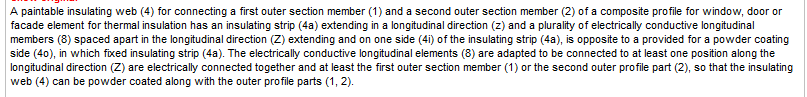 A paintable insulating web (4) for connecting a first outer section member (1) and a second outer section member (2) of a composite profile for window, door or
facade element for thermal insulation has an insulating strip (4a) extending in a longitudinal direction (z) and a plurality of electrically conductive longitudinal
members (8) spaced apart in the longitudinal direction (Z) extending and on one side (4i) of the insulating strip (4a), is opposite to a provided for a powder coating
side (4o), in which fixed insulating strip (4a). The electrically conductive longitudinal elements (8) are adapted to be connected to at least one position along the
longitudinal direction (Z) are electrically connected together and at least the first outer section member (1) or the second outer profile part (2), so that the insulating
web (4) can be powder coated along with the outer profile parts (1, 2).